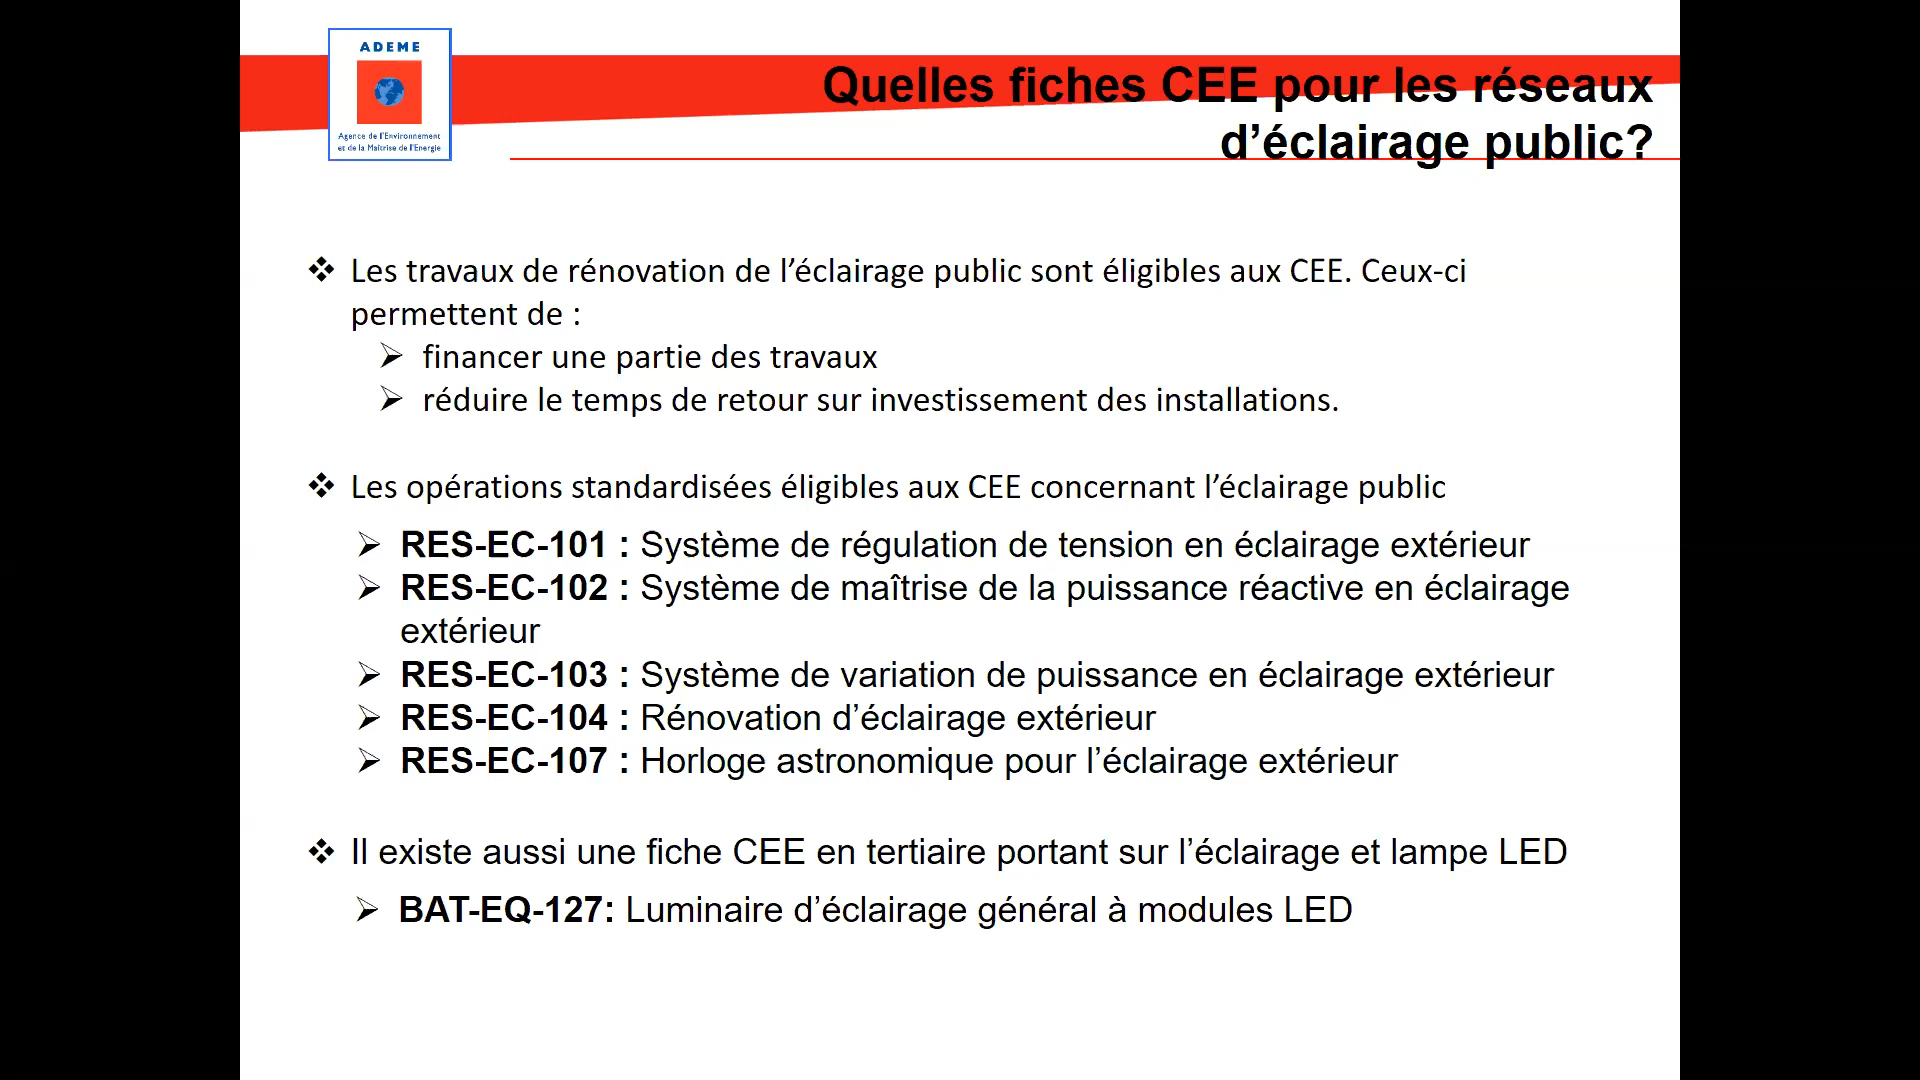 ADEME
Agence de l'Environnement
et de la Maîtrise de l'Energie
Quelles fiches CEE pour les réseaux
d’éclairage public?
❖ Les travaux de rénovation de l’éclairage public sont éligibles aux CEE. Ceux-ci
permettent de :
➢ financer une partie des travaux
➢ réduire le temps de retour sur investissement des installations.
❖ Les opérations standardisées éligibles aux CEE concernant l’éclairage public
➢ RES-EC-101 : Système de régulation de tension en éclairage extérieur
➢ RES-EC-102 : Système de maîtrise de la puissance réactive en éclairage
extérieur
➢ RES-EC-103 : Système de variation de puissance en éclairage extérieur
➢ RES-EC-104 : Rénovation d’éclairage extérieur
➢ RES-EC-107 : Horloge astronomique pour l’éclairage extérieur
❖ Il existe aussi une fiche CEE en tertiaire portant sur l’éclairage et lampe LED
➢ BAT-EQ-127: Luminaire d’éclairage général à modules LED